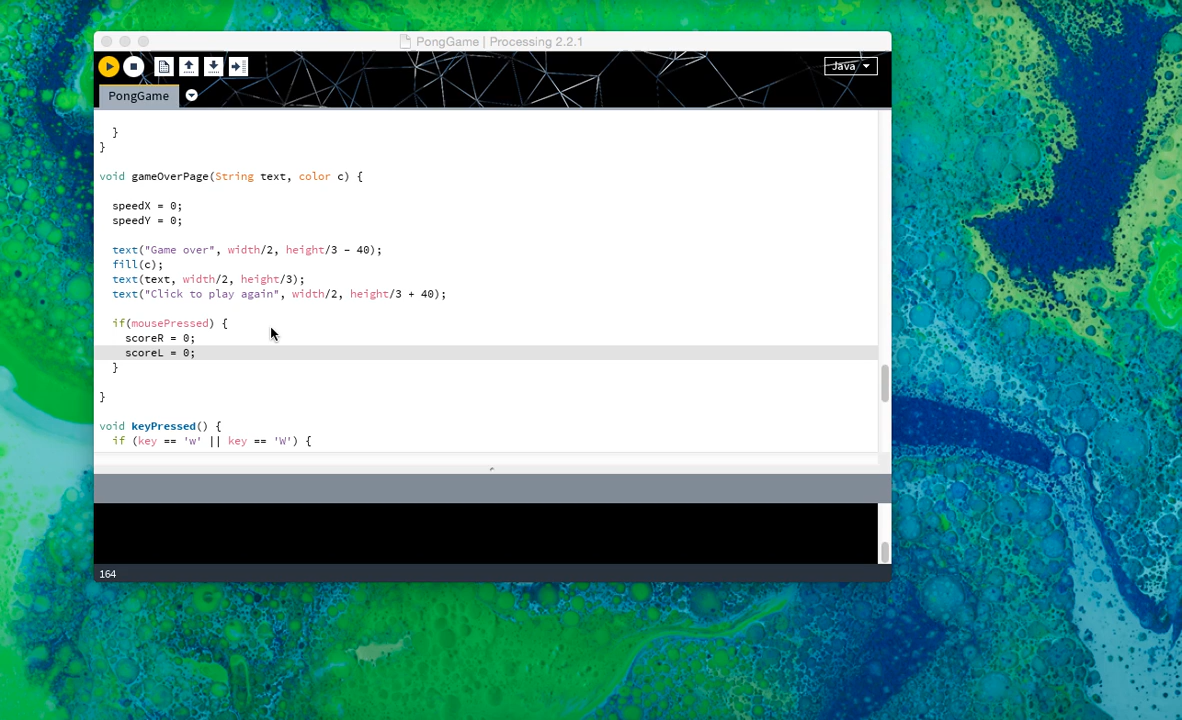 PongGame | Processing 2.2.1
Java
PongGame
}
}
void gameOverPage(String text, color c) {
speedX = 0;
speedY = 0;
text("Game over", width/2, height/3 - 40);
fill(c);
text(text, width/2, height/3);
text("Click to play again", width/2, height/3 + 40);
if(mousePressed) {
scoreR = 0;
scoreL = 0;
}
}
void keyPressed() {
if (key == 'w' || key == 'W') {
164